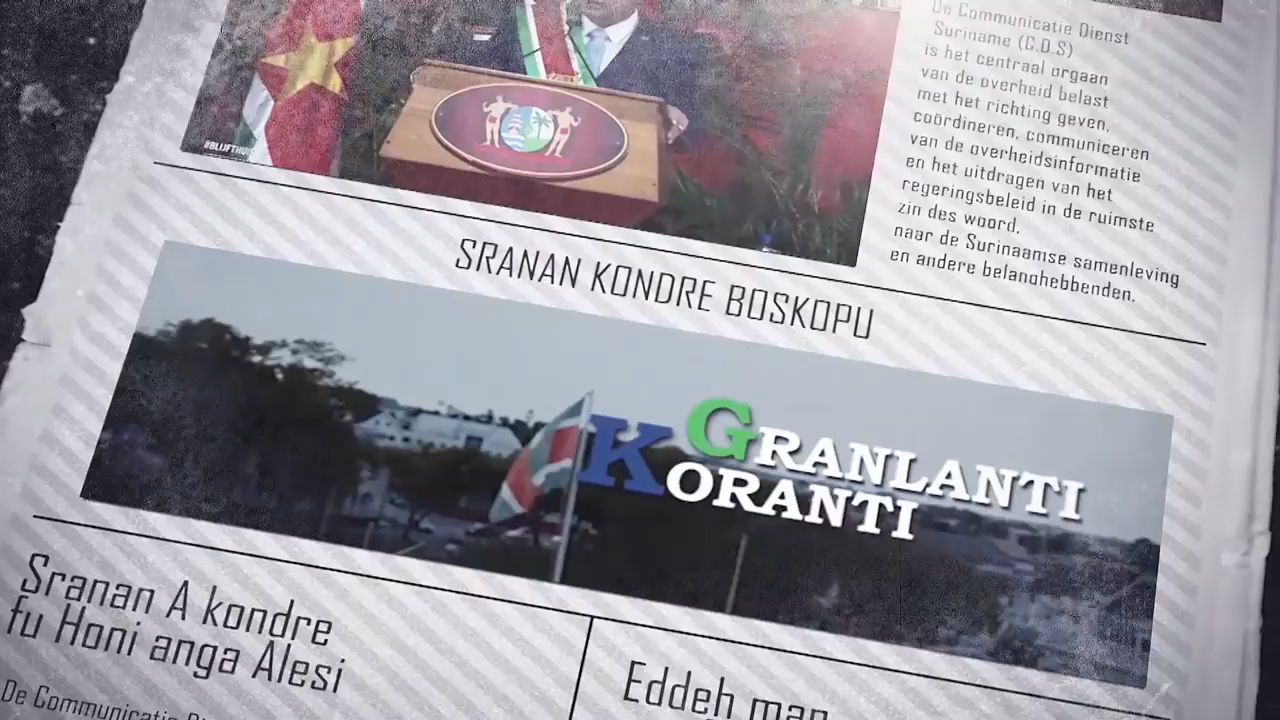 De Communicatie Dienst
Suriname (C.D.S)
is het centraal orgaan
van de overheid belast
met het richting geven,
coördineren, communiceren
van de overheidsinformatie
en het uitdragen van het
regeringsbeleid in de ruimste
zin des woord,
naar de Surinaamse samenleving
en andere belanghebbenden.
SRANAN KONDRE BOSKOPU
GRANLANTI
KORANTI
Sranan A kondre
fu Honi anga Alesi
De Communicatie
Eddeh man